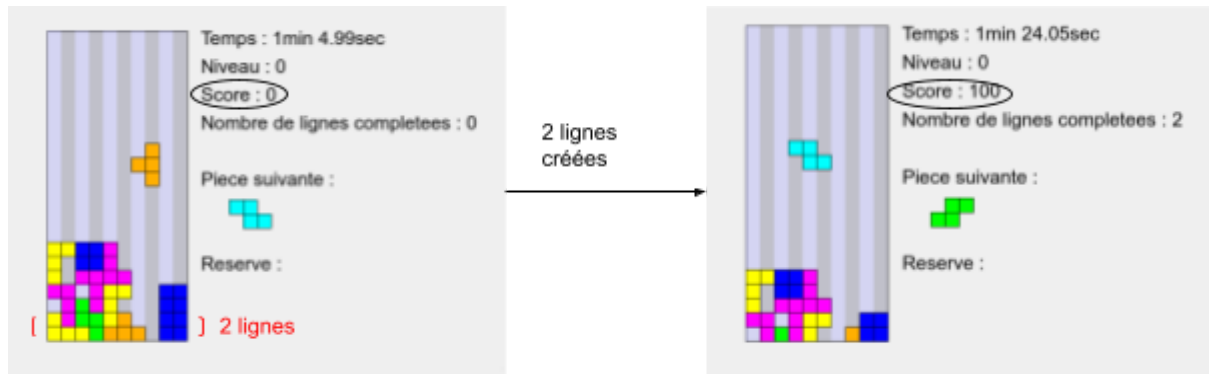 Temps : 1min 4.99sec
Niveau : 0
Score : 0
Nombre de lignes completees : 0
Piece suivante :
Reserve :
[ ] 2 lignes
2 lignes
créées
Temps : 1min 24.05sec
Niveau : 0
Score : 100
Nombre de lignes completees : 2
Piece suivante :
Reserve :